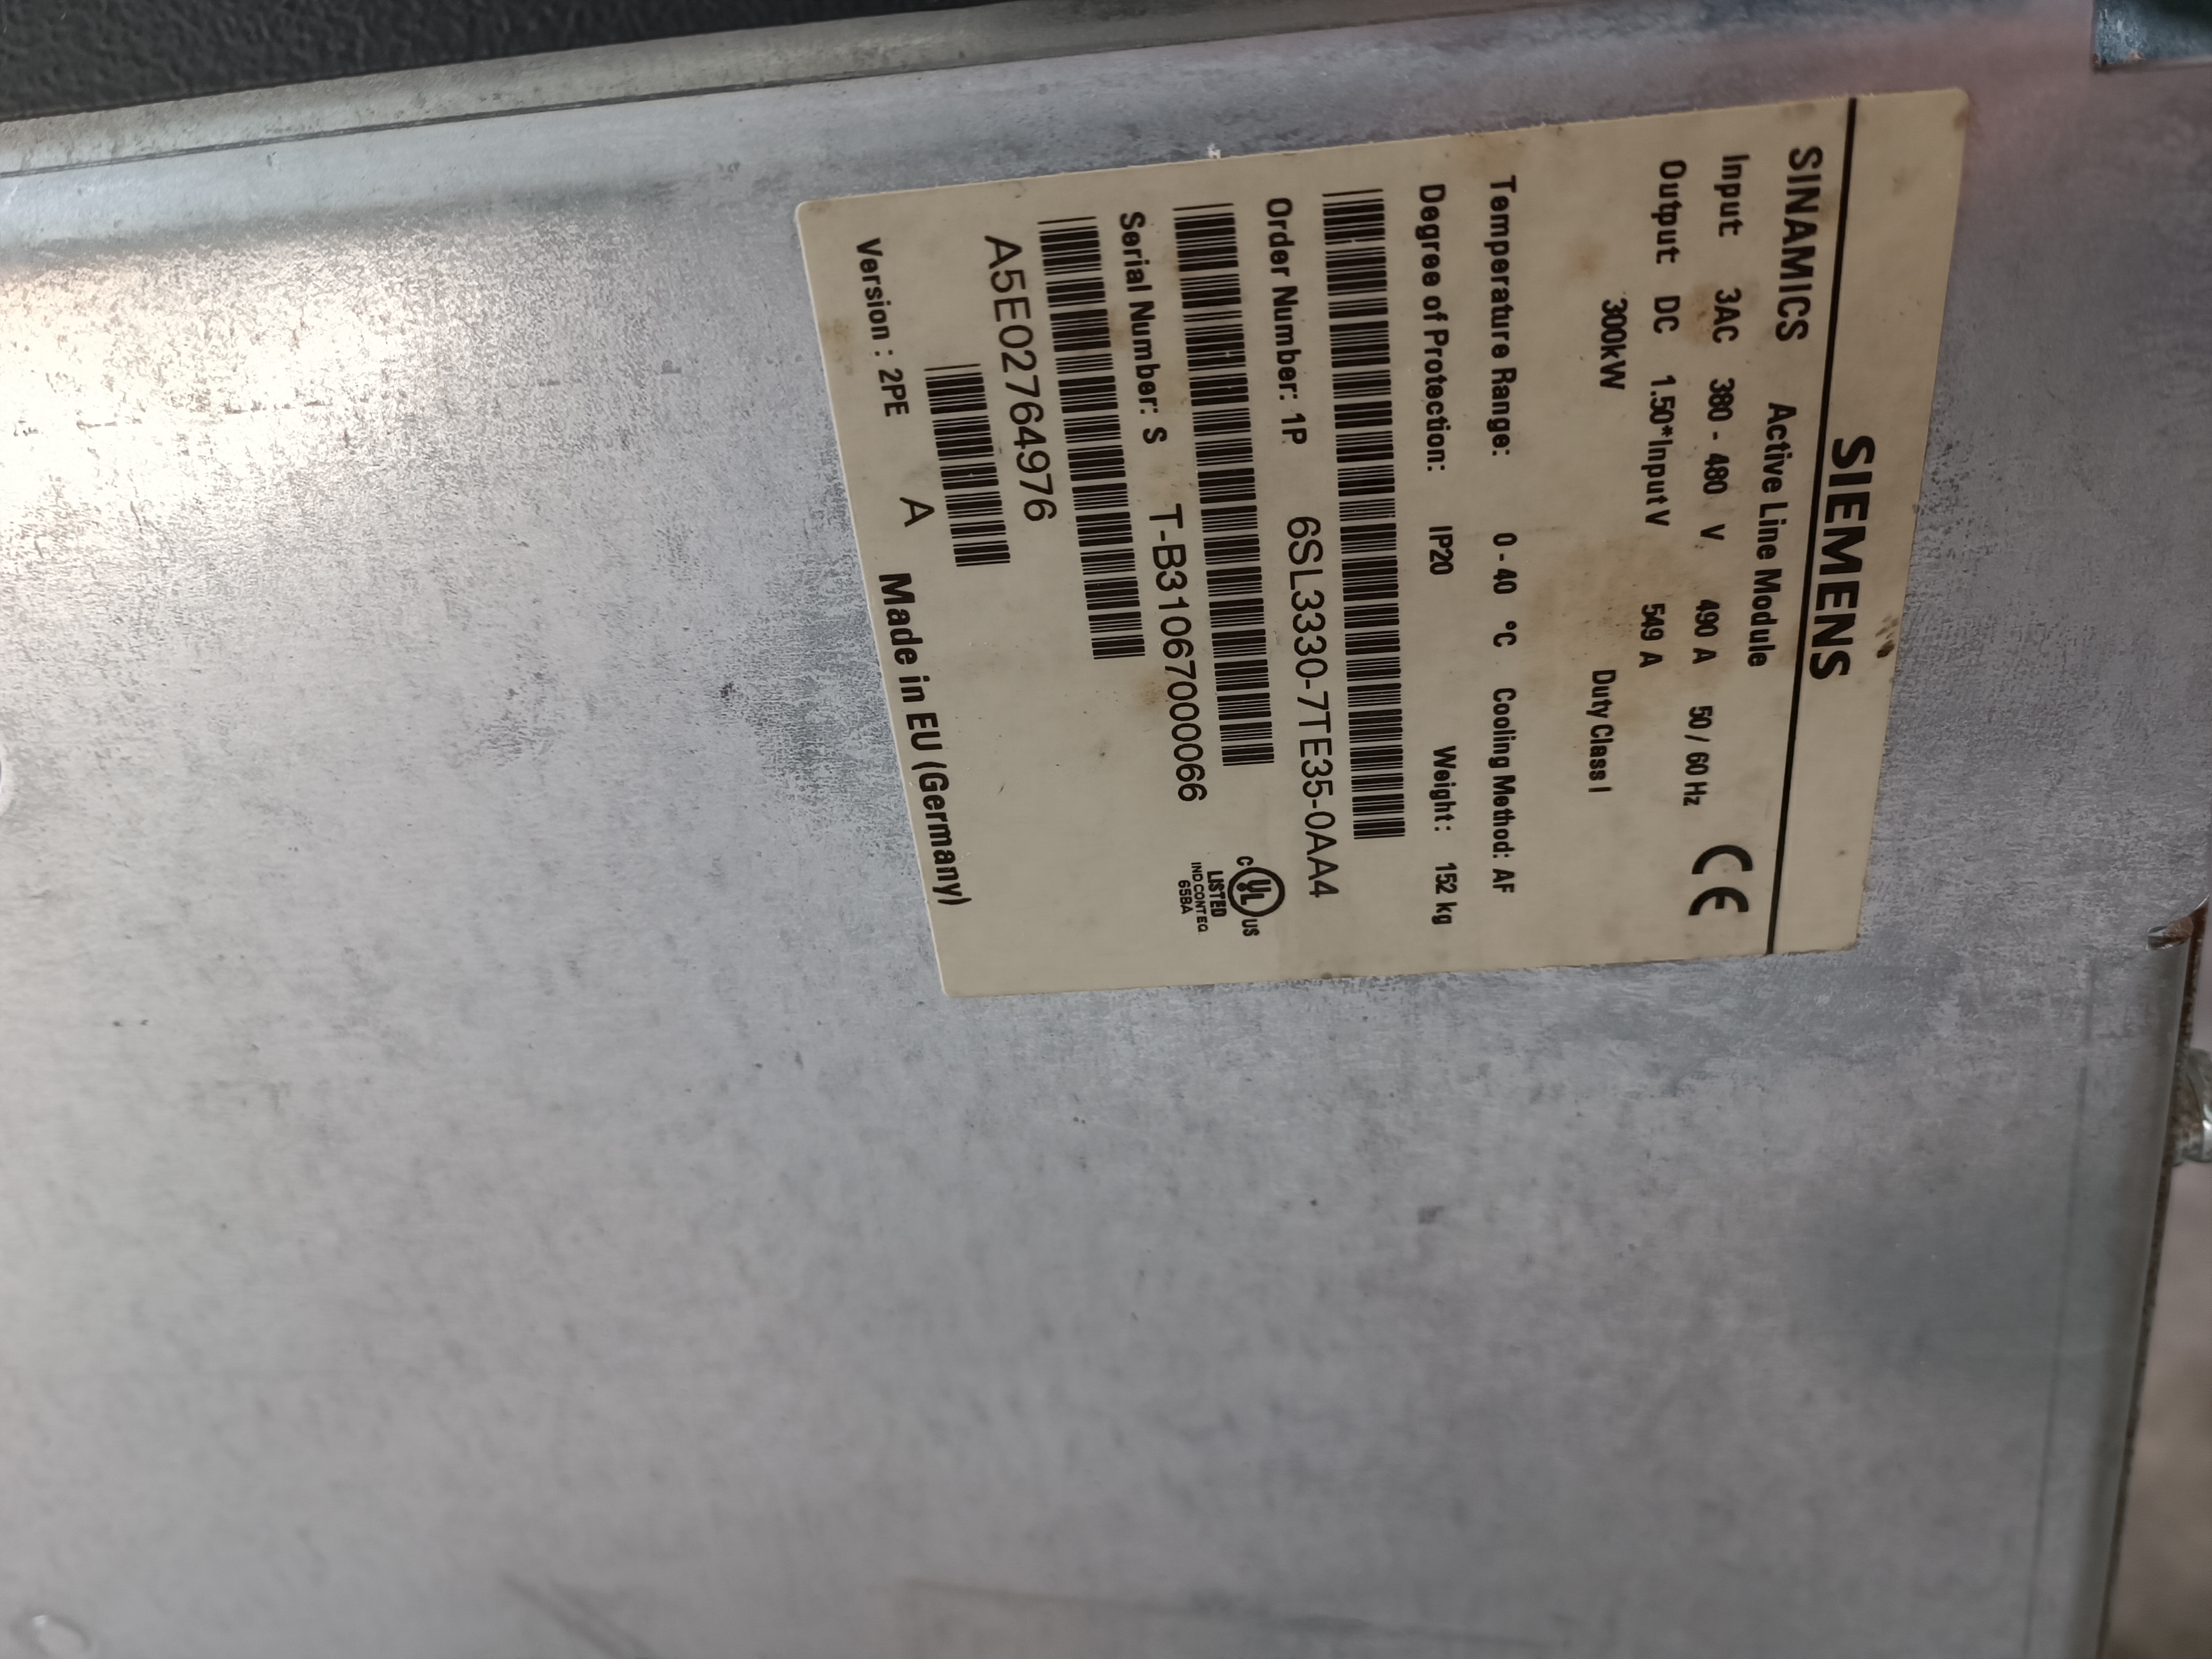 SIEMENS
SINAMICS Active Line Module
Input: 3AC 380 - 480 V 490 A 50 / 60 Hz
Output: DC 1.50*Input V 549 A
300kW Duty Class I
Temperature Range: 0 - 40 °C Cooling Method: AF
Degree of Protection: IP20 Weight: 152 kg
Order Number: 1P 6SL3330-7TE35-0AA4
Serial Number: S T-B31067000066
A5E02764976
Version : 2PE A Made in EU (Germany)
CE
c UL US
LISTED
IND CONT EQ
65BA